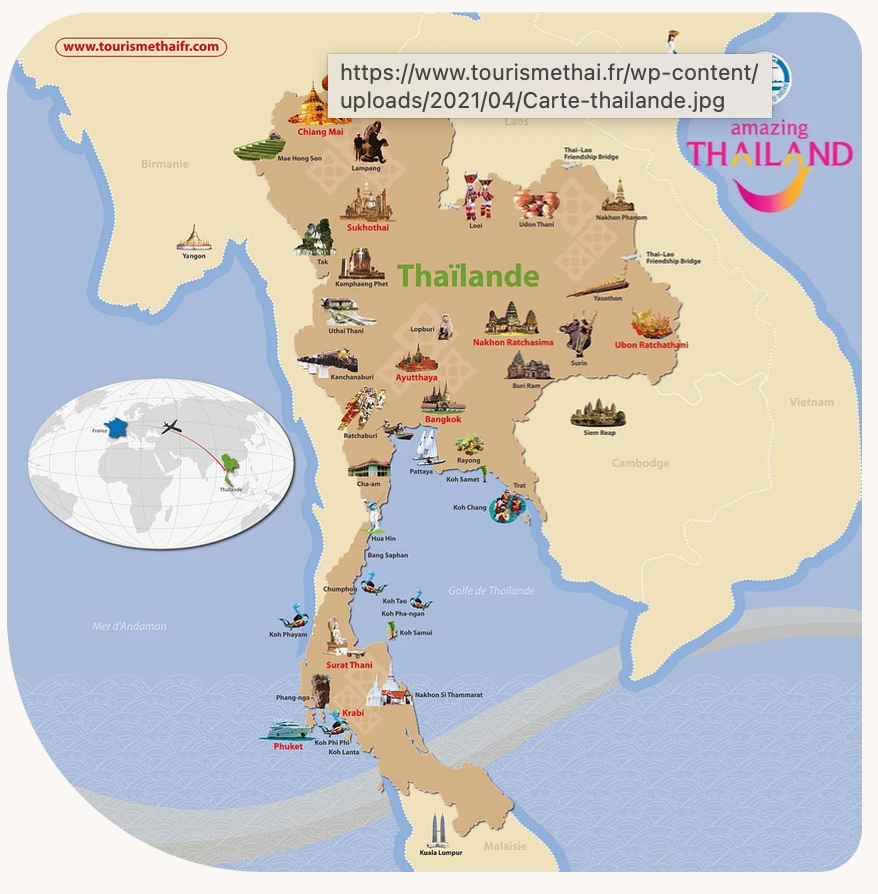 www.tourismethaifr.com
https://www.tourismethai.fr/wp-content/
uploads/2021/04/Carte-thailande.jpg
amazing
THAILAND
Laos
Chiang Mai
Mae Hong Son
Lampang
Birmanie
Thai–Lao
Friendship Bridge
Loei
Udon Thani
Nakhon Phanom
Sukhothai
Yangon
Tak
Thaïlande
Thai–Lao
Friendship Bridge
Kamphaeng Phet
Yasothon
Uthai Thani
Lopburi
Nakhon Ratchasima
Surin
Ubon Ratchathani
Kanchanaburi
Ayutthaya
Buri Ram
Vietnam
Bangkok
Siem Reap
Ratchaburi
France
Pattaya
Rayong
Cambodge
Cha-am
Koh Samet
Trat
Thaïlande
Koh Chang
Hua Hin
Bang Saphan
Chumphon
Golfe de Thaïlande
Koh Tao
Koh Pha-ngan
Mer d'Andaman
Koh Phayam
Koh Samui
Surat Thani
Phang-nga
Nakhon Si Thammarat
Krabi
Phuket
Koh Phi Phi
Koh Lanta
Kuala Lumpur
Malaisie